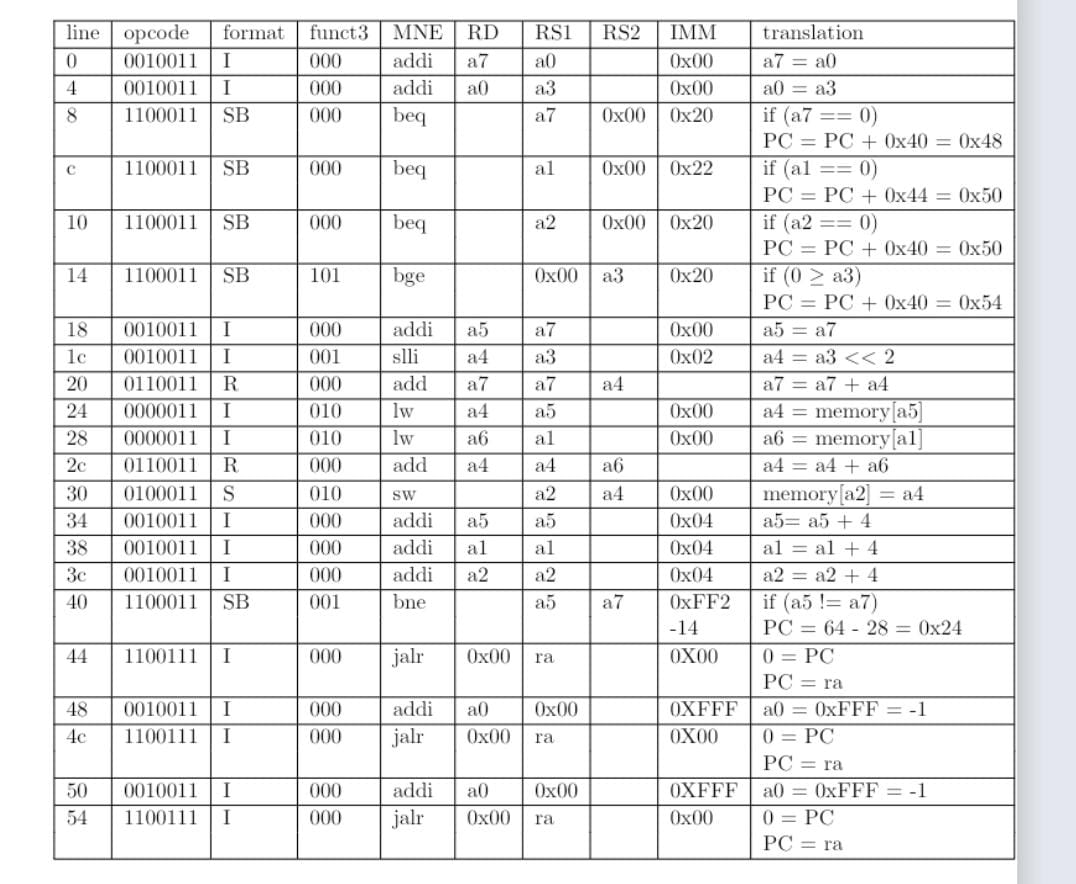 line opcode format funct3 MNE RD RS1 RS2 IMM translation
0 0010011 I 000 addi a7 a0 0x00 a7 = a0
4 0010011 I 000 addi a0 a3 0x00 a0 = a3
8 1100011 SB 000 beq a7 0x00 0x20 if (a7 == 0)
PC = PC + 0x40 = 0x48
c 1100011 SB 000 beq a1 0x00 0x22 if (a1 == 0)
PC = PC + 0x44 = 0x50
10 1100011 SB 000 beq a2 0x00 0x20 if (a2 == 0)
PC = PC + 0x40 = 0x50
14 1100011 SB 101 bge 0x00 a3 0x20 if (0 ≥ a3)
PC = PC + 0x40 = 0x54
18 0010011 I 000 addi a5 a7 0x00 a5 = a7
1c 0010011 I 001 slli a4 a3 0x02 a4 = a3 << 2
20 0110011 R 000 add a7 a7 a4 a7 = a7 + a4
24 0000011 I 010 lw a4 a5 0x00 a4 = memory[a5]
28 0000011 I 010 lw a6 a1 0x00 a6 = memory[a1]
2c 0110011 R 000 add a4 a4 a6 a4 = a4 + a6
30 0100011 S 010 sw a2 a4 0x00 memory[a2] = a4
34 0010011 I 000 addi a5 a5 0x04 a5= a5 + 4
38 0010011 I 000 addi a1 a1 0x04 a1 = a1 + 4
3c 0010011 I 000 addi a2 a2 0x04 a2 = a2 + 4
40 1100011 SB 001 bne a5 a7 0xFF2 if (a5 != a7)
-14 PC = 64 - 28 = 0x24
44 1100111 I 000 jalr 0x00 ra 0X00 0 = PC
PC = ra
48 0010011 I 000 addi a0 0x00 0XFFF a0 = 0xFFF = -1
4c 1100111 I 000 jalr 0x00 ra 0X00 0 = PC
PC = ra
50 0010011 I 000 addi a0 0x00 0XFFF a0 = 0xFFF = -1
54 1100111 I 000 jalr 0x00 ra 0x00 0 = PC
PC = ra